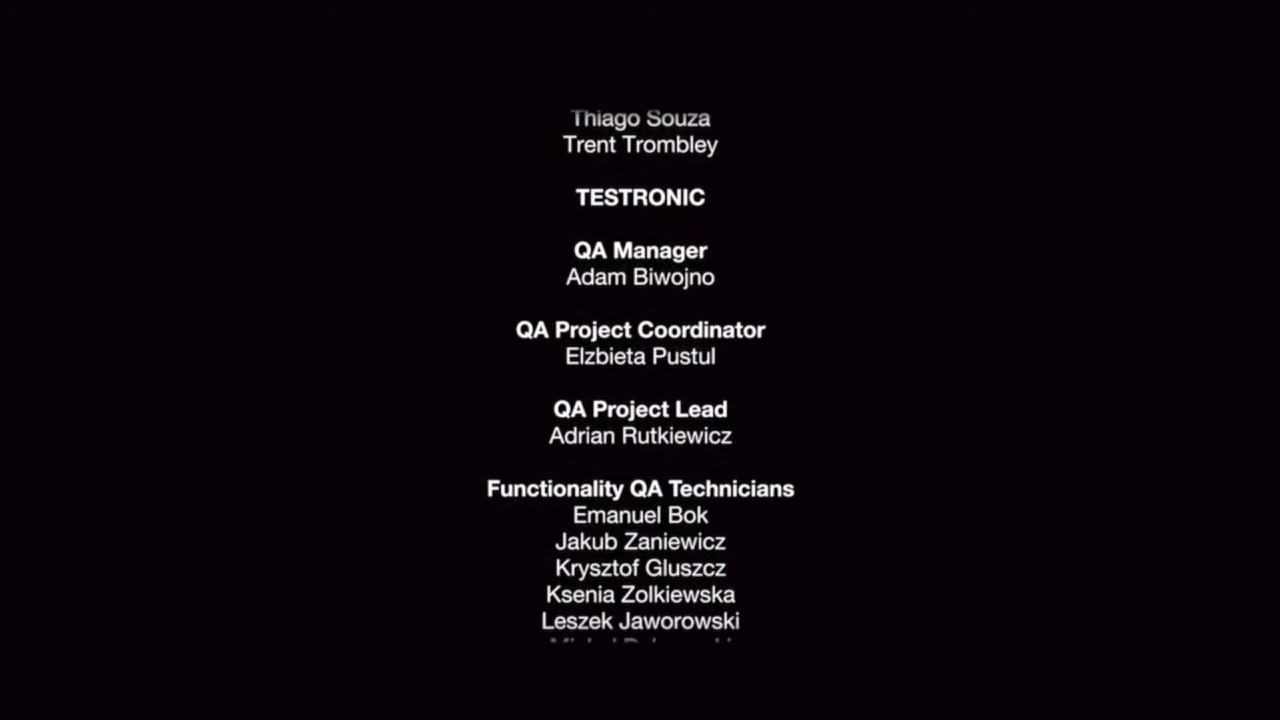 Thiago Souza
Trent Trombley
TESTRONIC
QA Manager
Adam Biwojno
QA Project Coordinator
Elzbieta Pustul
QA Project Lead
Adrian Rutkiewicz
Functionality QA Technicians
Emanuel Bok
Jakub Zaniewicz
Krysztof Gluszcz
Ksenia Zolkiewska
Leszek Jaworowski